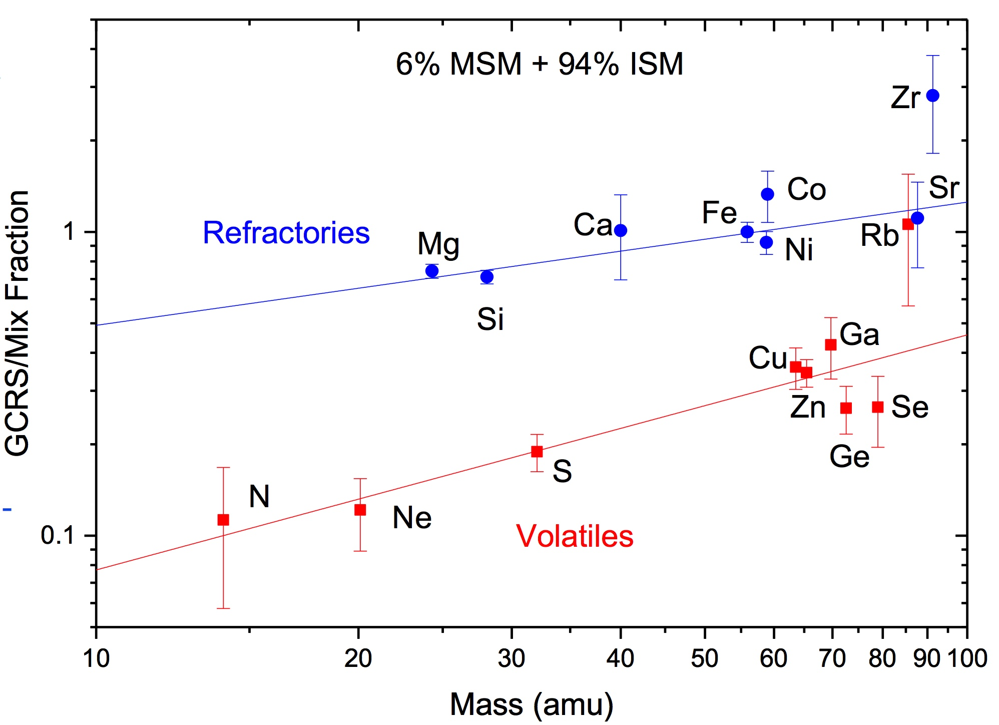 6% MSM + 94% ISM
Zr
Co
Sr
Fe
Ca
Refractories
Mg
Rb
Ni
Si
Ga
Cu
Zn
Se
Ge
S
N
Ne
Volatiles
GCRS/Mix Fraction
1
0.1
10 20 30 40 50 60 70 80 90 100
Mass (amu)